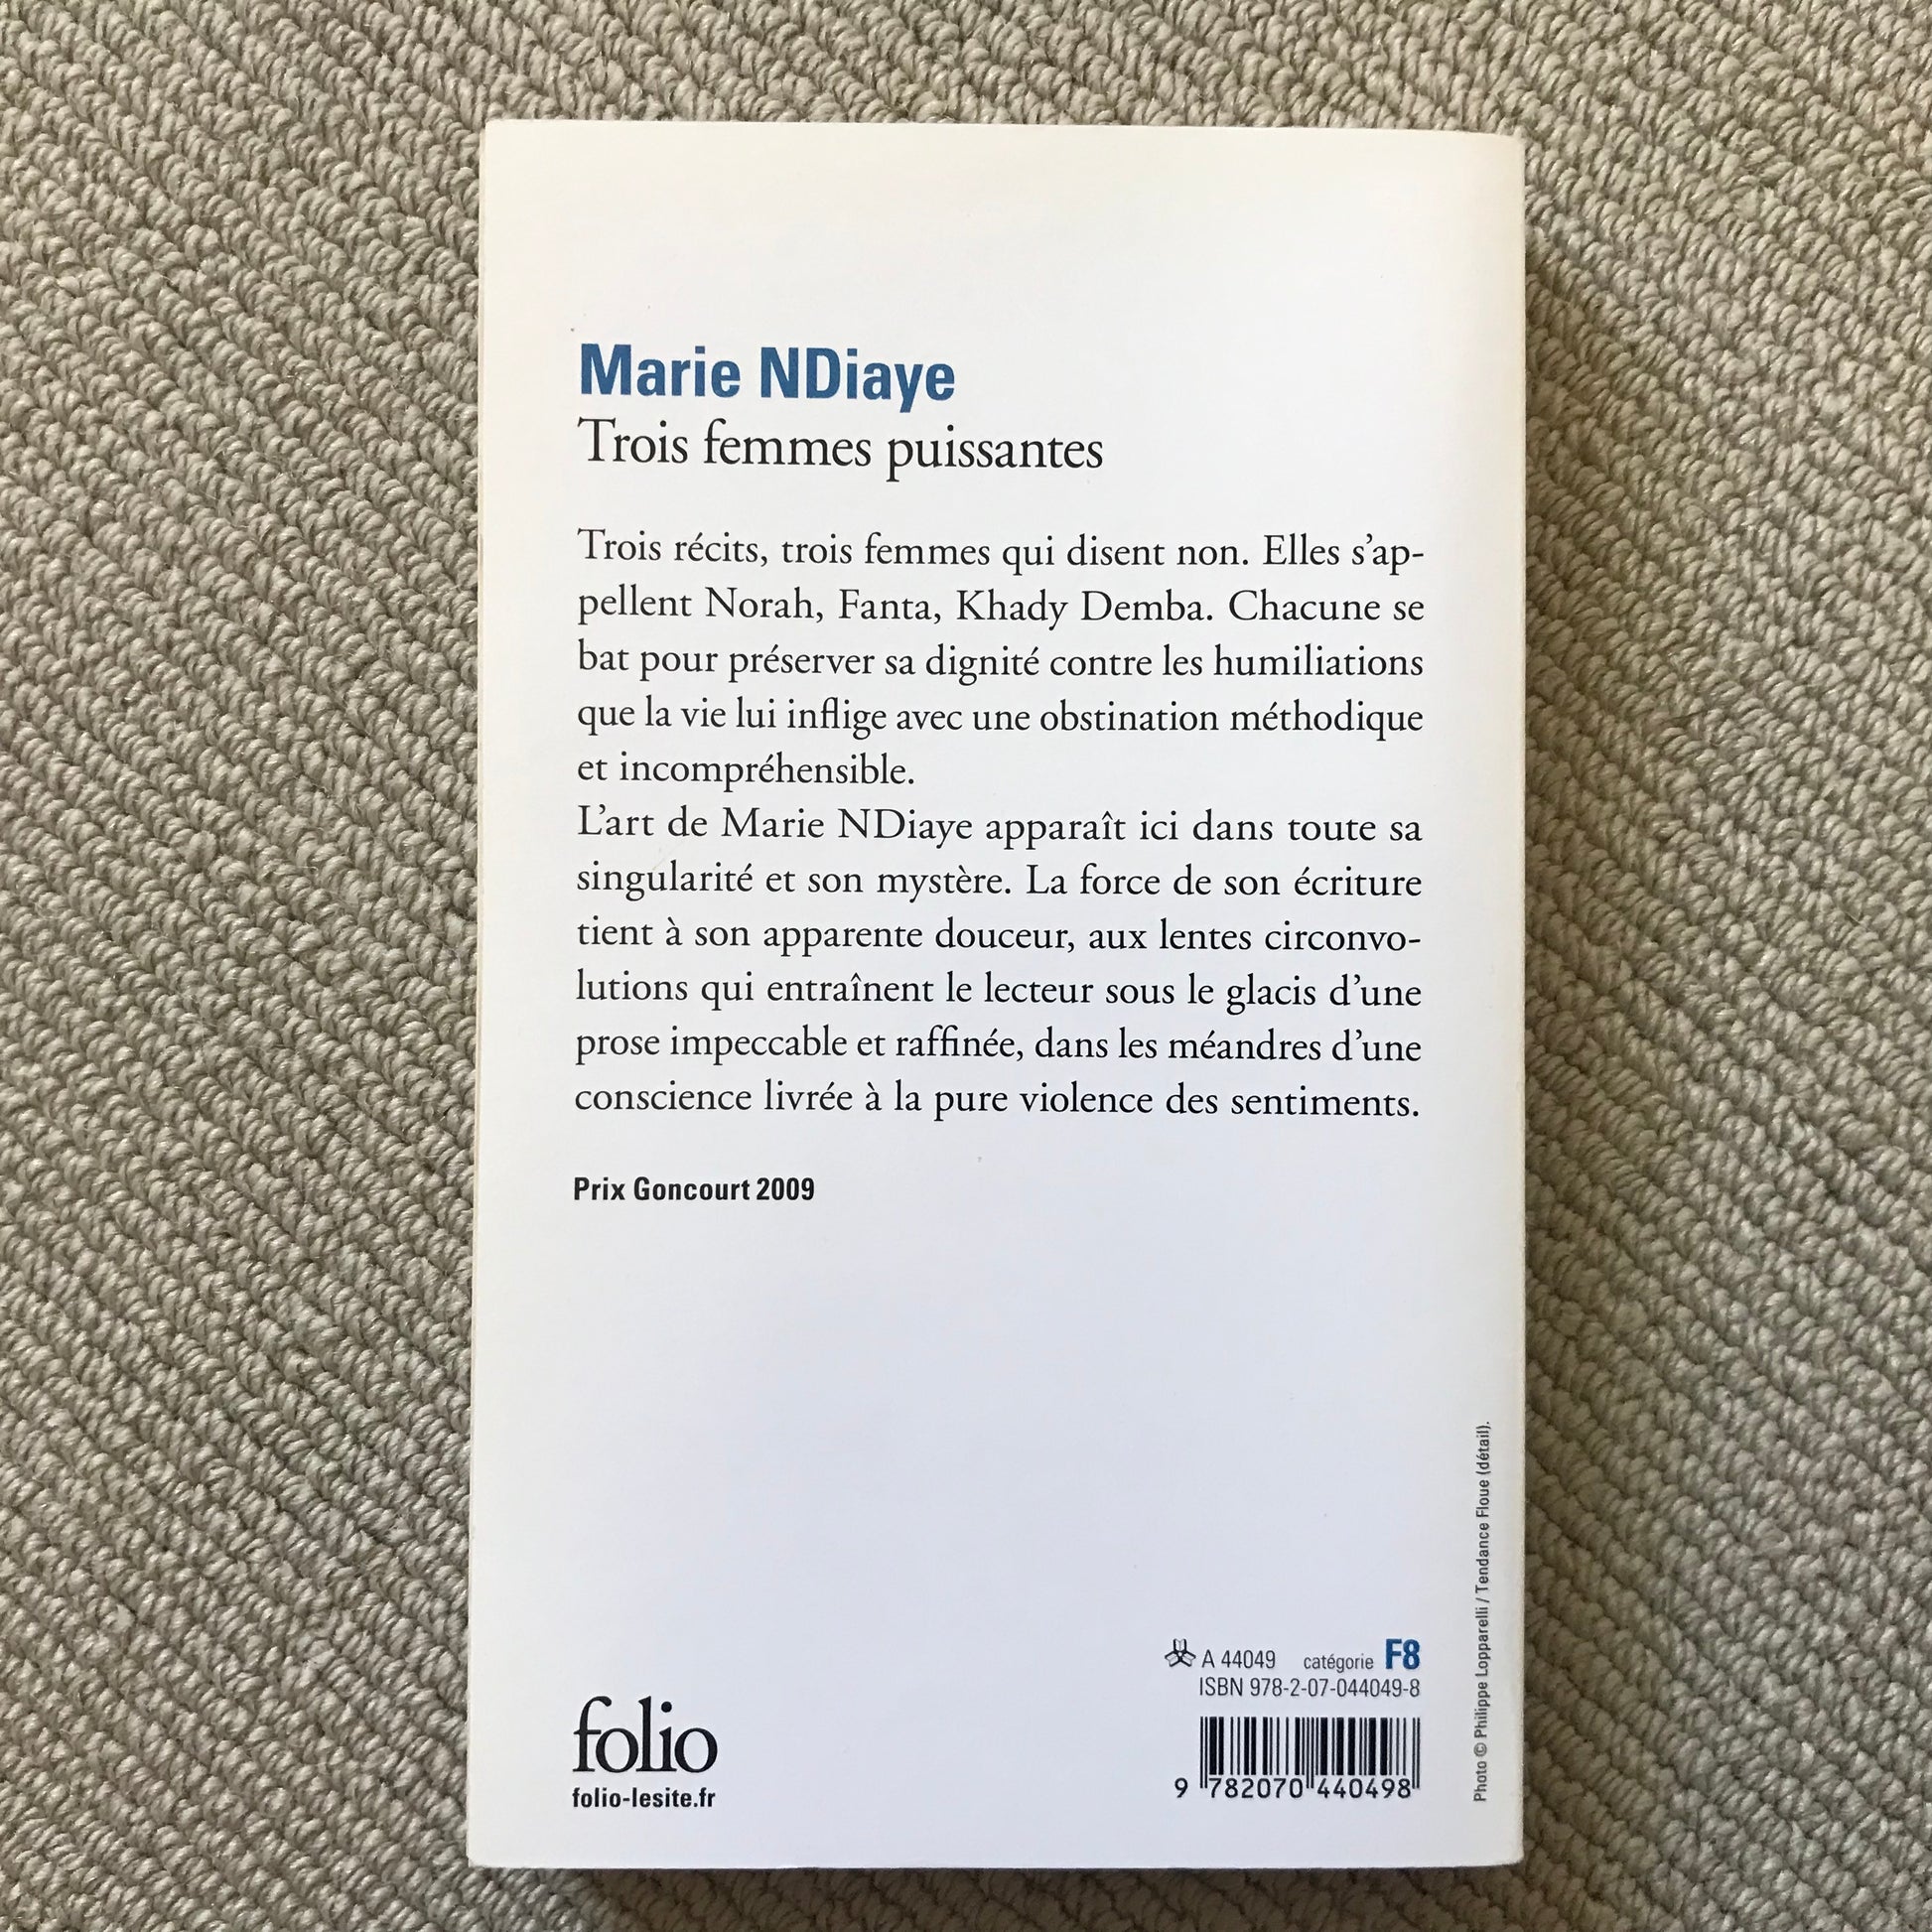 Marie NDiaye
Trois femmes puissantes
Trois récits, trois femmes qui disent non. Elles s’ap-
pellent Norah, Fanta, Khady Demba. Chacune se
bat pour préserver sa dignité contre les humiliations
que la vie lui inflige avec une obstination méthodique
et incompréhensible.
L’art de Marie NDiaye apparaît ici dans toute sa
singularité et son mystère. La force de son écriture
tient à son apparente douceur, aux lentes circonvo-
lutions qui entraînent le lecteur sous le glacis d’une
prose impeccable et raffinée, dans les méandres d’une
conscience livrée à la pure violence des sentiments.
Prix Goncourt 2009
folio
folio-lesite.fr
A 44049 catégorie F8
ISBN 978-2-07-044049-8
9 782070 440498
Photo © Philippe Lopparelli / Tendance Floue (détail).